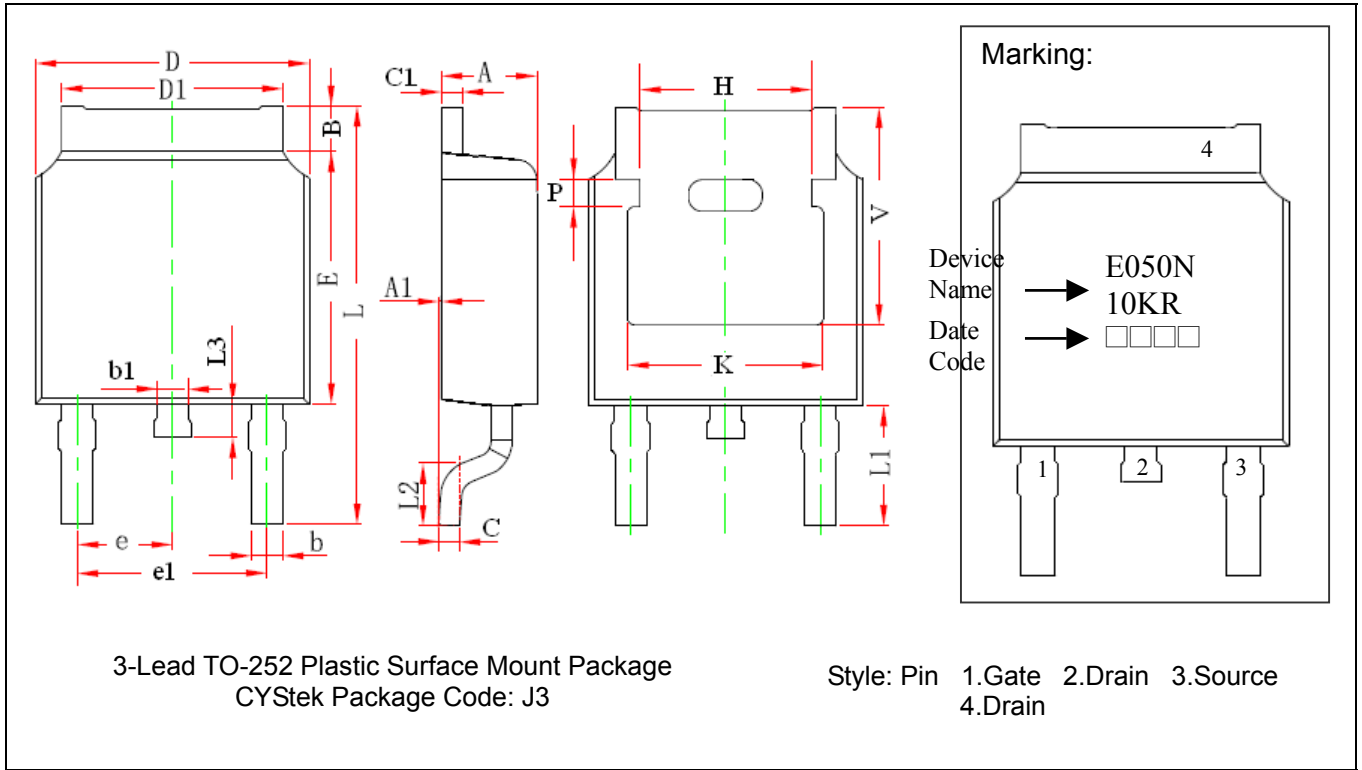 D
D1
B
E
L
L3
b1
e
b
e1
C1
A
A1
L2
C
H
P
V
K
L1
Marking:
4
Device
Name
E050N
10KR
Date
Code
□□□□
1
2
3
3-Lead TO-252 Plastic Surface Mount Package
CYStek Package Code: J3
Style: Pin 1.Gate 2.Drain 3.Source
4.Drain